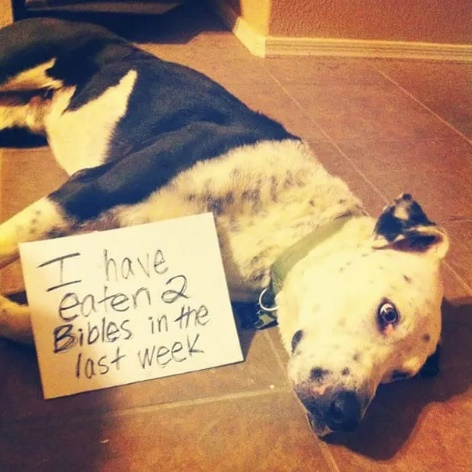 I have
eaten 2
Bibles in the
last week